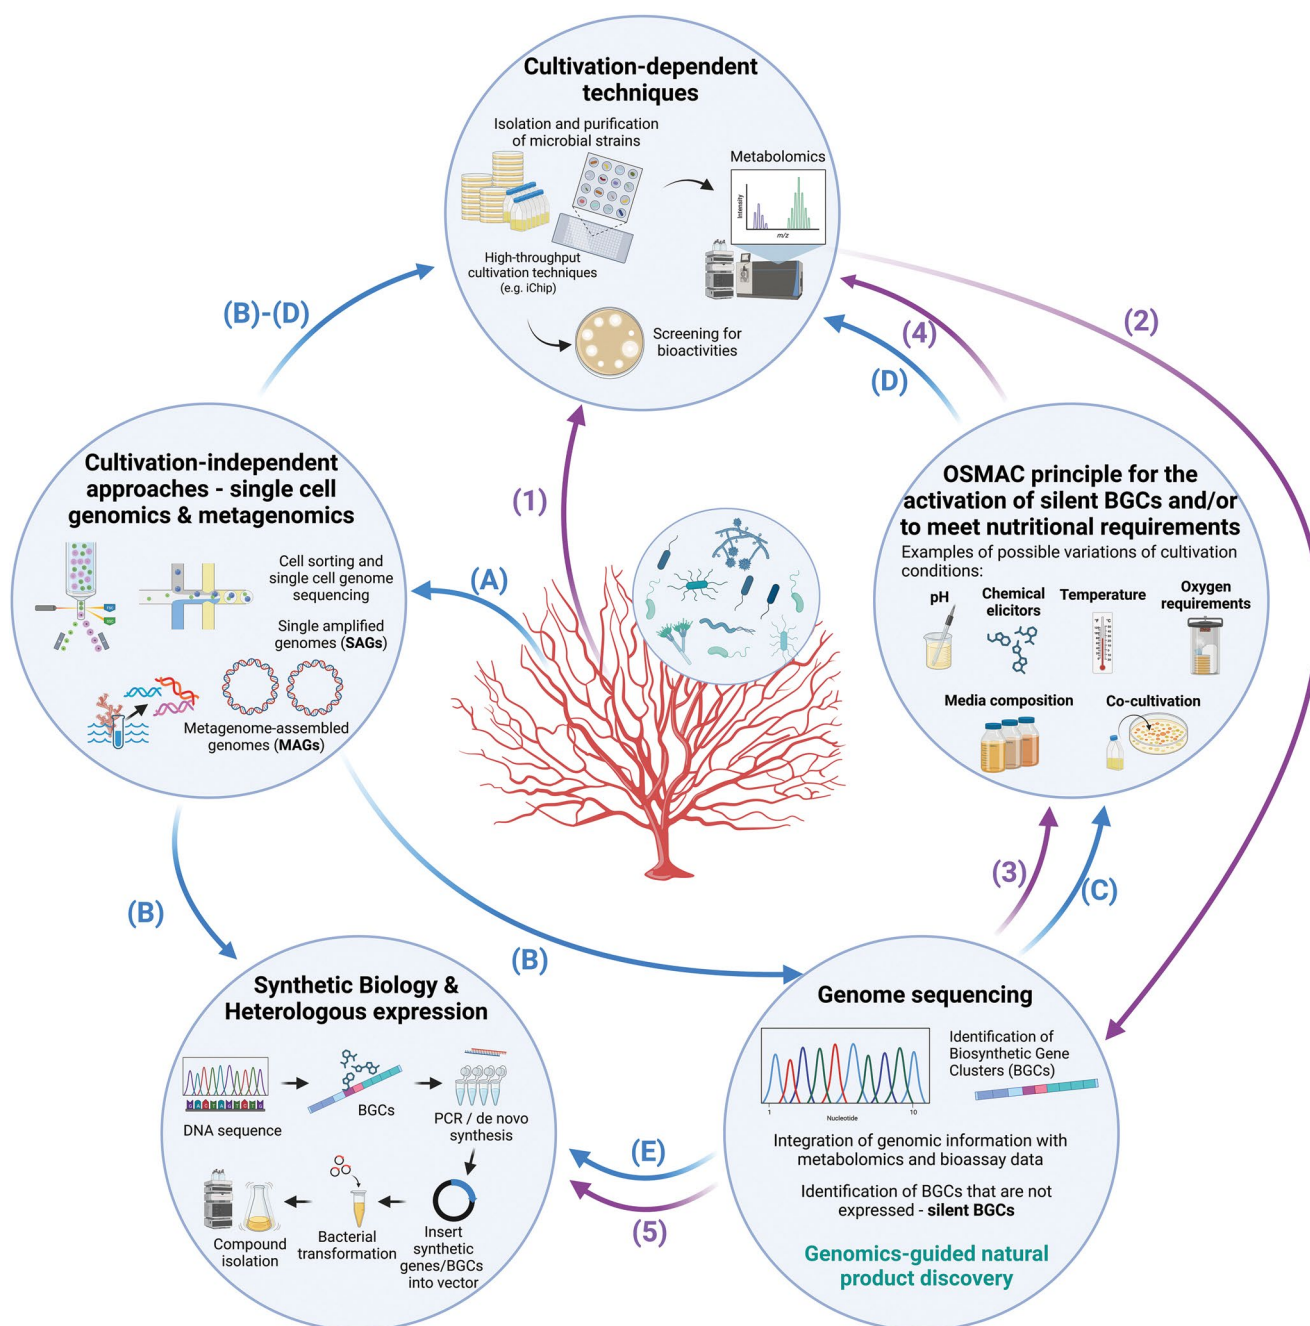 Cultivation-dependent
techniques
Isolation and purification
of microbial strains
Metabolomics
Intensity
m/z
High-throughput
cultivation techniques
(e.g. iChip)
Screening for
bioactivities
(B)-(D)
(2)
(4)
(D)
(1)
(A)
Cultivation-independent
approaches - single cell
genomics & metagenomics
Cell sorting and
single cell genome
sequencing
Single amplified
genomes (SAGs)
Metagenome-assembled
genomes (MAGs)
OSMAC principle for the
activation of silent BGCs and/or
to meet nutritional requirements
Examples of possible variations of cultivation
conditions:
pH
Chemical
elicitors
Temperature
Oxygen
requirements
Media composition
Co-cultivation
(3)
(C)
(B)
(B)
Synthetic Biology &
Heterologous expression
DNA sequence
BGCs
PCR / de novo
synthesis
Compound
isolation
Bacterial
transformation
Insert
synthetic
genes/BGCs
into vector
(E)
(5)
Genome sequencing
1
10
Nucleotide
Identification of
Biosynthetic Gene
Clusters (BGCs)
Integration of genomic information with
metabolomics and bioassay data
Identification of BGCs that are not
expressed - silent BGCs
Genomics-guided natural
product discovery